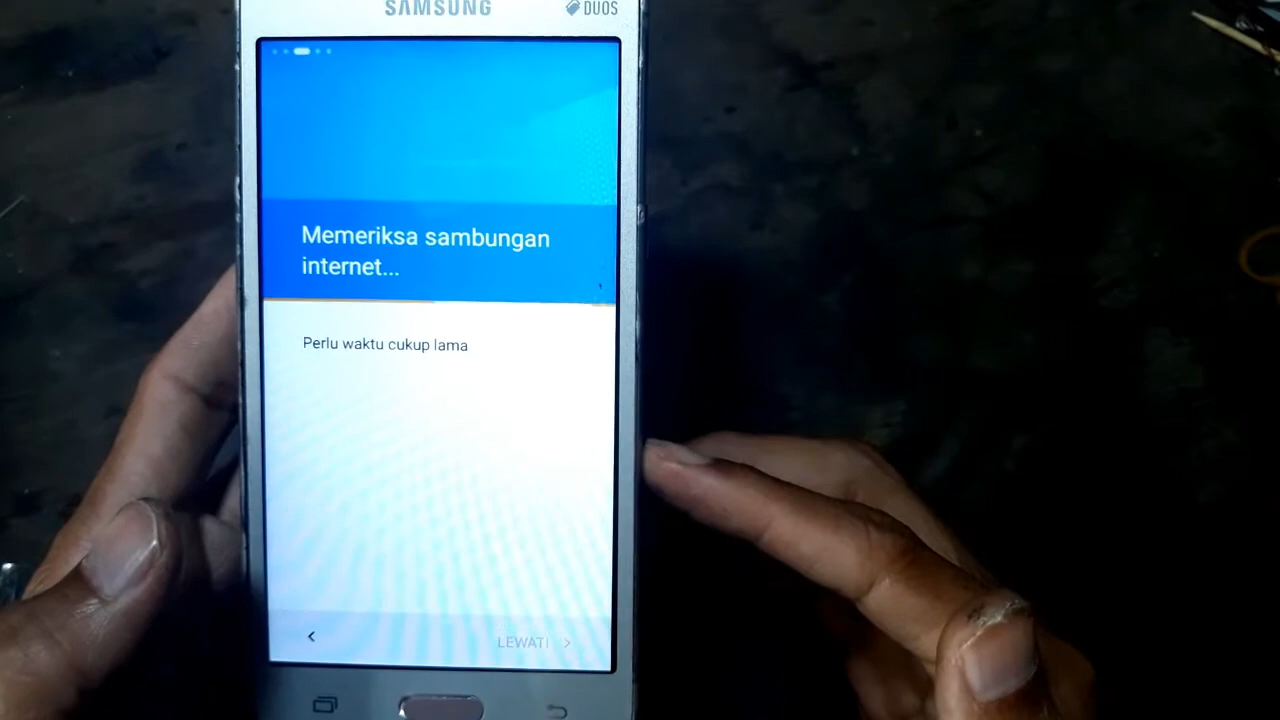 SAMSUNG
DUOS
Memeriksa sambungan
internet...
Perlu waktu cukup lama
LEWATI